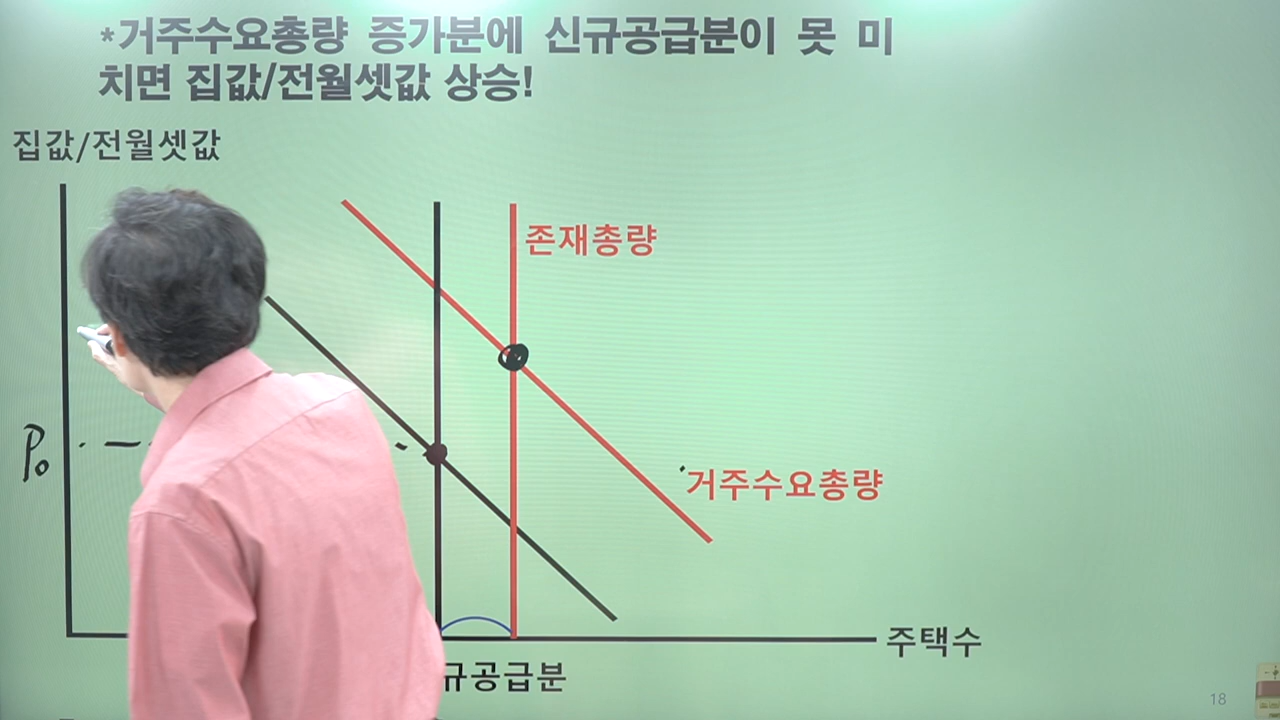 *거주수요총량 증가분에 신규공급분이 못 미
치면 집값/전월셋값 상승!
집값/전월셋값
존재총량
P₀
거주수요총량
주택수
규공급분
18